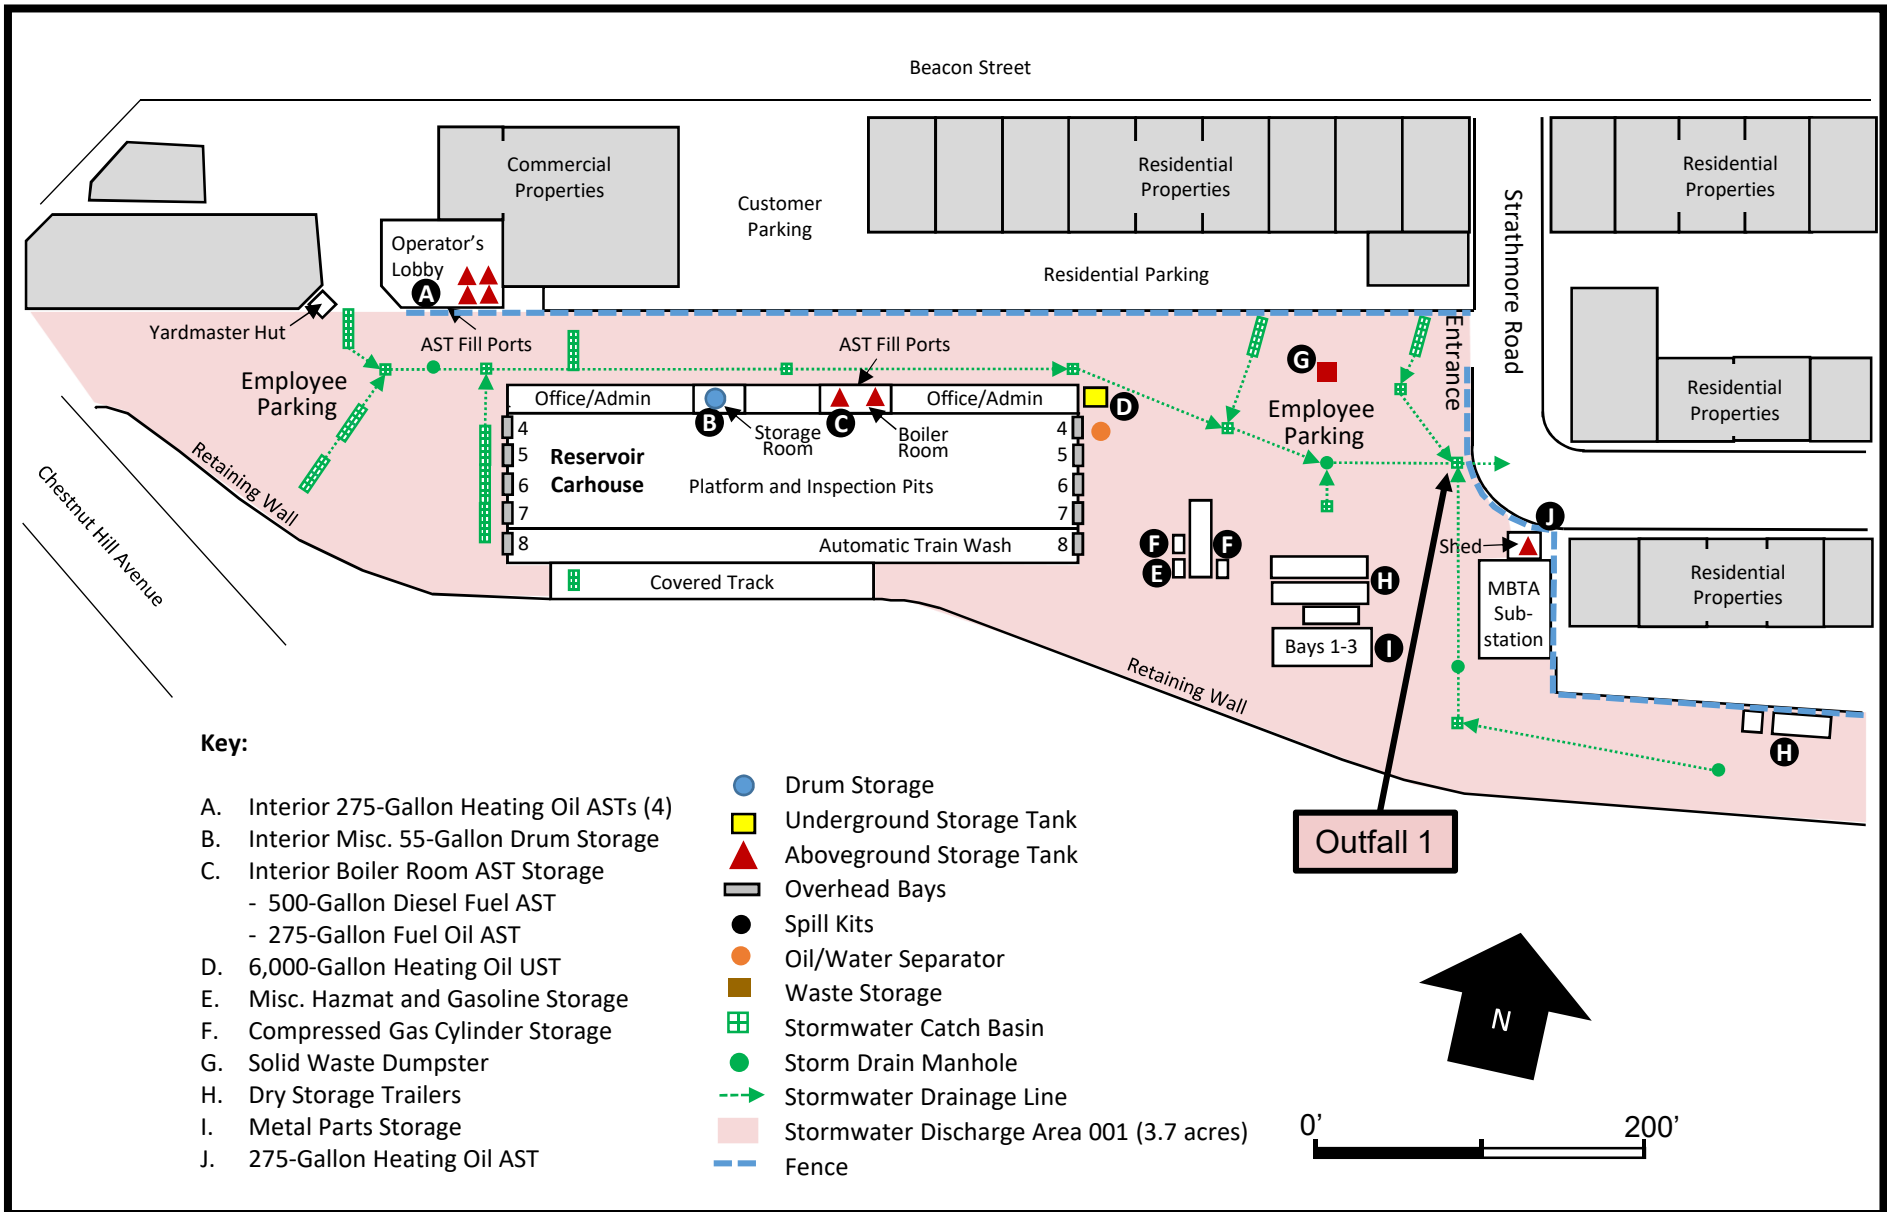 Beacon Street
Commercial
Properties
Customer
Parking
Residential
Properties
Residential
Properties
Strathmore Road
Operator's
Lobby
A
Residential Parking
Yardmaster Hut
AST Fill Ports
AST Fill Ports
Entrance
G
Employee
Parking
Employee
Parking
Residential
Properties
Office/Admin
Office/Admin
D
B
Storage
Room
C
Boiler
Room
4
5
6
7
8
Reservoir
Carhouse
Platform and Inspection Pits
4
5
6
7
8
Automatic Train Wash
Covered Track
Retaining Wall
Chestnut Hill Avenue
F
F
E
H
Bays 1-3
I
J
Shed
MBTA
Sub-
station
Residential
Properties
Retaining Wall
H
Outfall 1
Key:
A. Interior 275-Gallon Heating Oil ASTs (4)
B. Interior Misc. 55-Gallon Drum Storage
C. Interior Boiler Room AST Storage
- 500-Gallon Diesel Fuel AST
- 275-Gallon Fuel Oil AST
D. 6,000-Gallon Heating Oil UST
E. Misc. Hazmat and Gasoline Storage
F. Compressed Gas Cylinder Storage
G. Solid Waste Dumpster
H. Dry Storage Trailers
I. Metal Parts Storage
J. 275-Gallon Heating Oil AST
Drum Storage
Underground Storage Tank
Aboveground Storage Tank
Overhead Bays
Spill Kits
Oil/Water Separator
Waste Storage
Stormwater Catch Basin
Storm Drain Manhole
Stormwater Drainage Line
Stormwater Discharge Area 001 (3.7 acres)
Fence
N
0'
200'